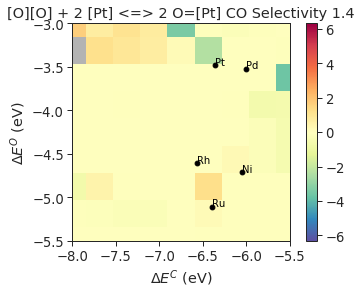 [O][O] + 2 [Pt] <=> 2 O=[Pt] CO Selectivity 1.4
−3.0
−3.5
−4.0
−4.5
−5.0
−5.5
ΔE^O (eV)
Pt
Pd
Rh
Ni
Ru
−8.0 −7.5 −7.0 −6.5 −6.0 −5.5
ΔE^C (eV)
6
4
2
0
−2
−4
−6